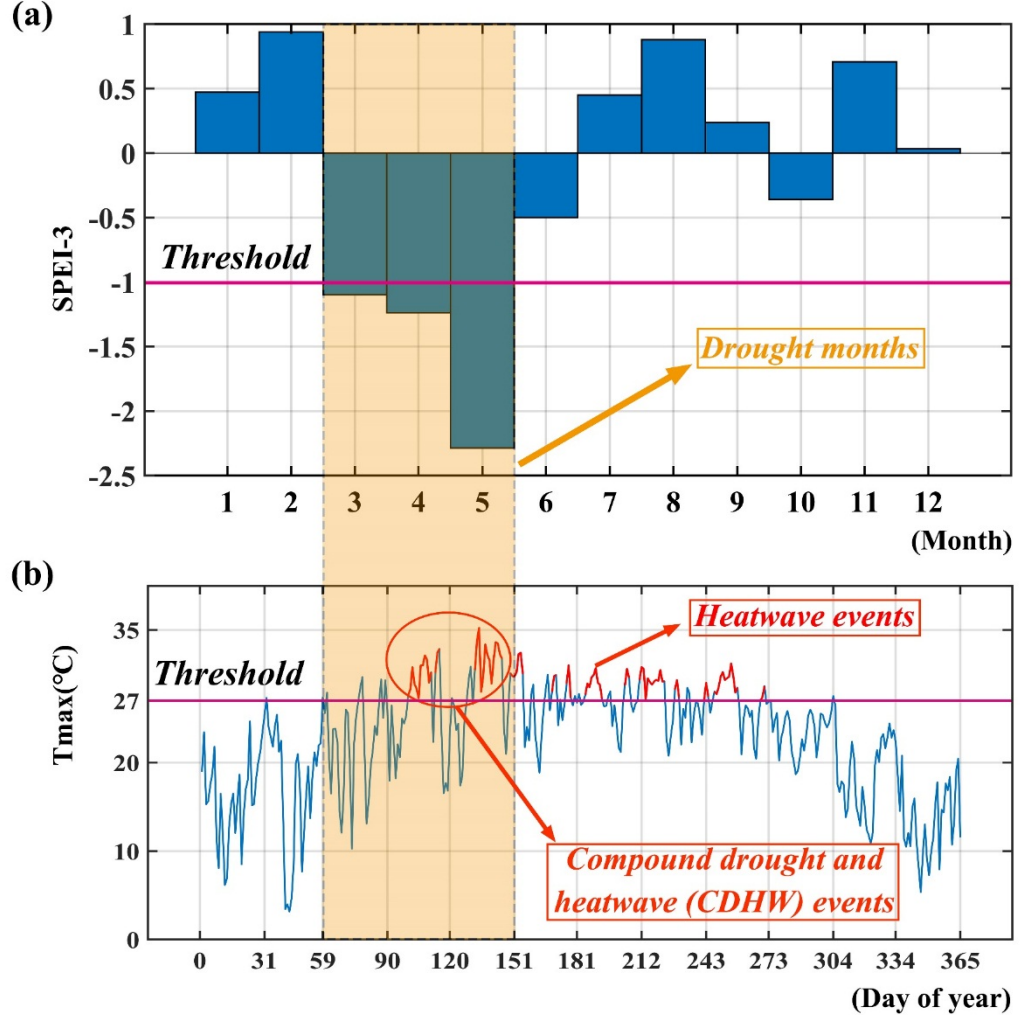 (a)
1
0.5
0
-0.5
-1
-1.5
-2
-2.5
SPEI-3
Threshold
Drought months
1 2 3 4 5 6 7 8 9 10 11 12
(Month)
(b)
35
27
20
10
0
Tmax(°C)
Threshold
Heatwave events
Compound drought and
heatwave (CDHW) events
0 31 59 90 120 151 181 212 243 273 304 334 365
(Day of year)